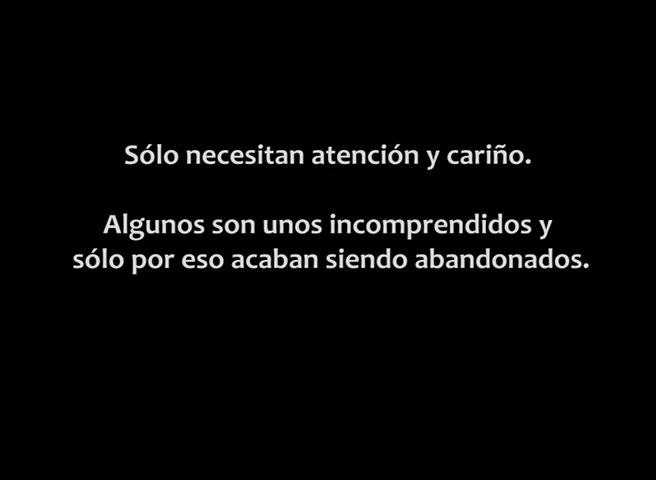 Sólo necesitan atención y cariño.
Algunos son unos incomprendidos y
sólo por eso acaban siendo abandonados.